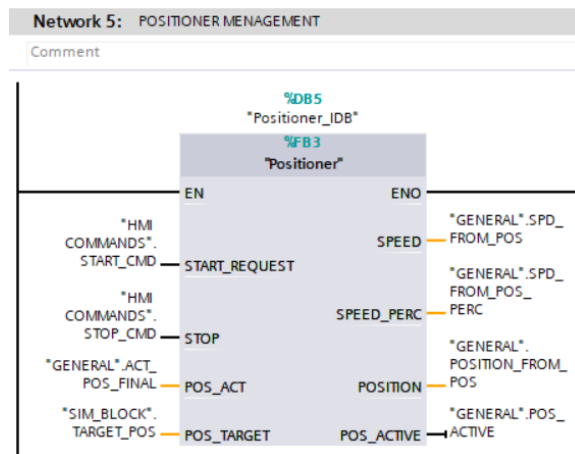 Network 5: POSITIONER MENAGEMENT
Comment
%DB5
"Positioner_IDB"
%FB3
"Positioner"
EN ENO
"HMI
COMMANDS".
START_CMD START_REQUEST
SPEED "GENERAL".SPD_
FROM_POS
"HMI
COMMANDS".
STOP_CMD STOP
SPEED_PERC "GENERAL".SPD_
FROM_POS_
PERC
"GENERAL".ACT_
POS_FINAL POS_ACT
POSITION "GENERAL".
POSITION_FROM_
POS
"SIM_BLOCK".
TARGET_POS POS_TARGET
POS_ACTIVE "GENERAL".POS_
ACTIVE